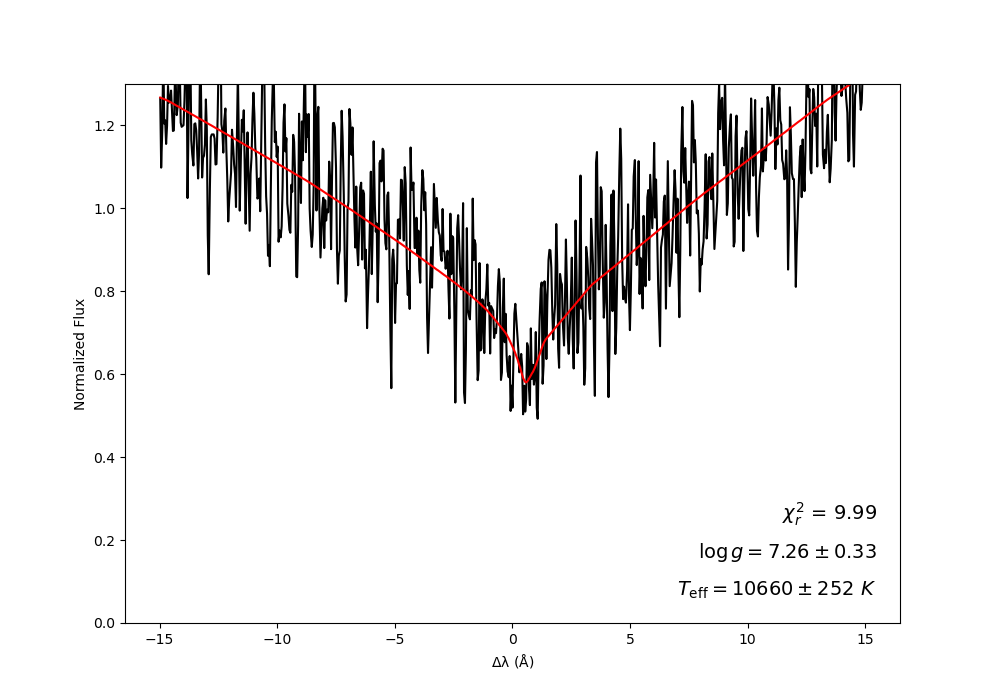 Normalized Flux
1.2
1.0
0.8
0.6
0.4
0.2
0.0
χ²ᵣ = 9.99
log g = 7.26 ± 0.33
T_eff = 10660 ± 252 K
−15 −10 −5 0 5 10 15
Δλ (Å)